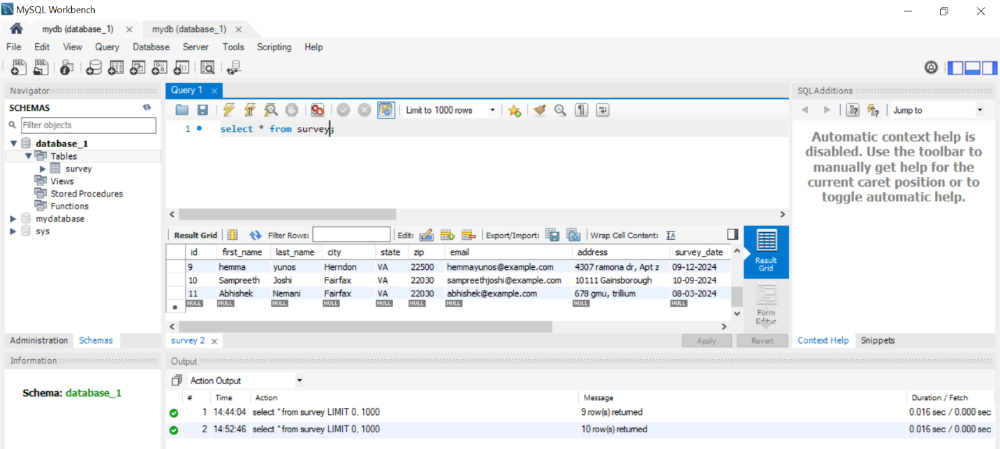 MySQL Workbench
mydb (database_1) mydb (database_1)
File Edit View Query Database Server Tools Scripting Help
Navigator
SCHEMAS
Filter objects
database_1
Tables
survey
Views
Stored Procedures
Functions
mydatabase
sys
Administration Schemas
Information
Schema: database_1
Query 1
Limit to 1000 rows
1 select * from survey;
Result Grid Filter Rows: Edit: Export/Import: Wrap Cell Content:
id first_name last_name city state zip email address survey_date
9 hemma yunos Herndon VA 22500 hemmayunos@example.com 4307 ramona dr, Apt z 09-12-2024
10 Sampreeth Joshi Fairfax VA 22030 sampreethjoshi@example.com 10111 Gainsborough 10-09-2024
11 Abhishek Nemani Fairfax VA 22030 abhishek@example.com 678 gmu, trillium 08-03-2024
NULL NULL NULL NULL NULL NULL NULL NULL NULL
Result
Grid
Form
Editor
survey 2 Apply Revert
SQLAdditions
Jump to
Automatic context help is
disabled. Use the toolbar to
manually get help for the
current caret position or to
toggle automatic help.
Context Help Snippets
Output
Action Output
# Time Action Message Duration / Fetch
1 14:44:04 select * from survey LIMIT 0, 1000 9 row(s) returned 0.016 sec / 0.000 sec
2 14:52:46 select * from survey LIMIT 0, 1000 10 row(s) returned 0.016 sec / 0.000 sec